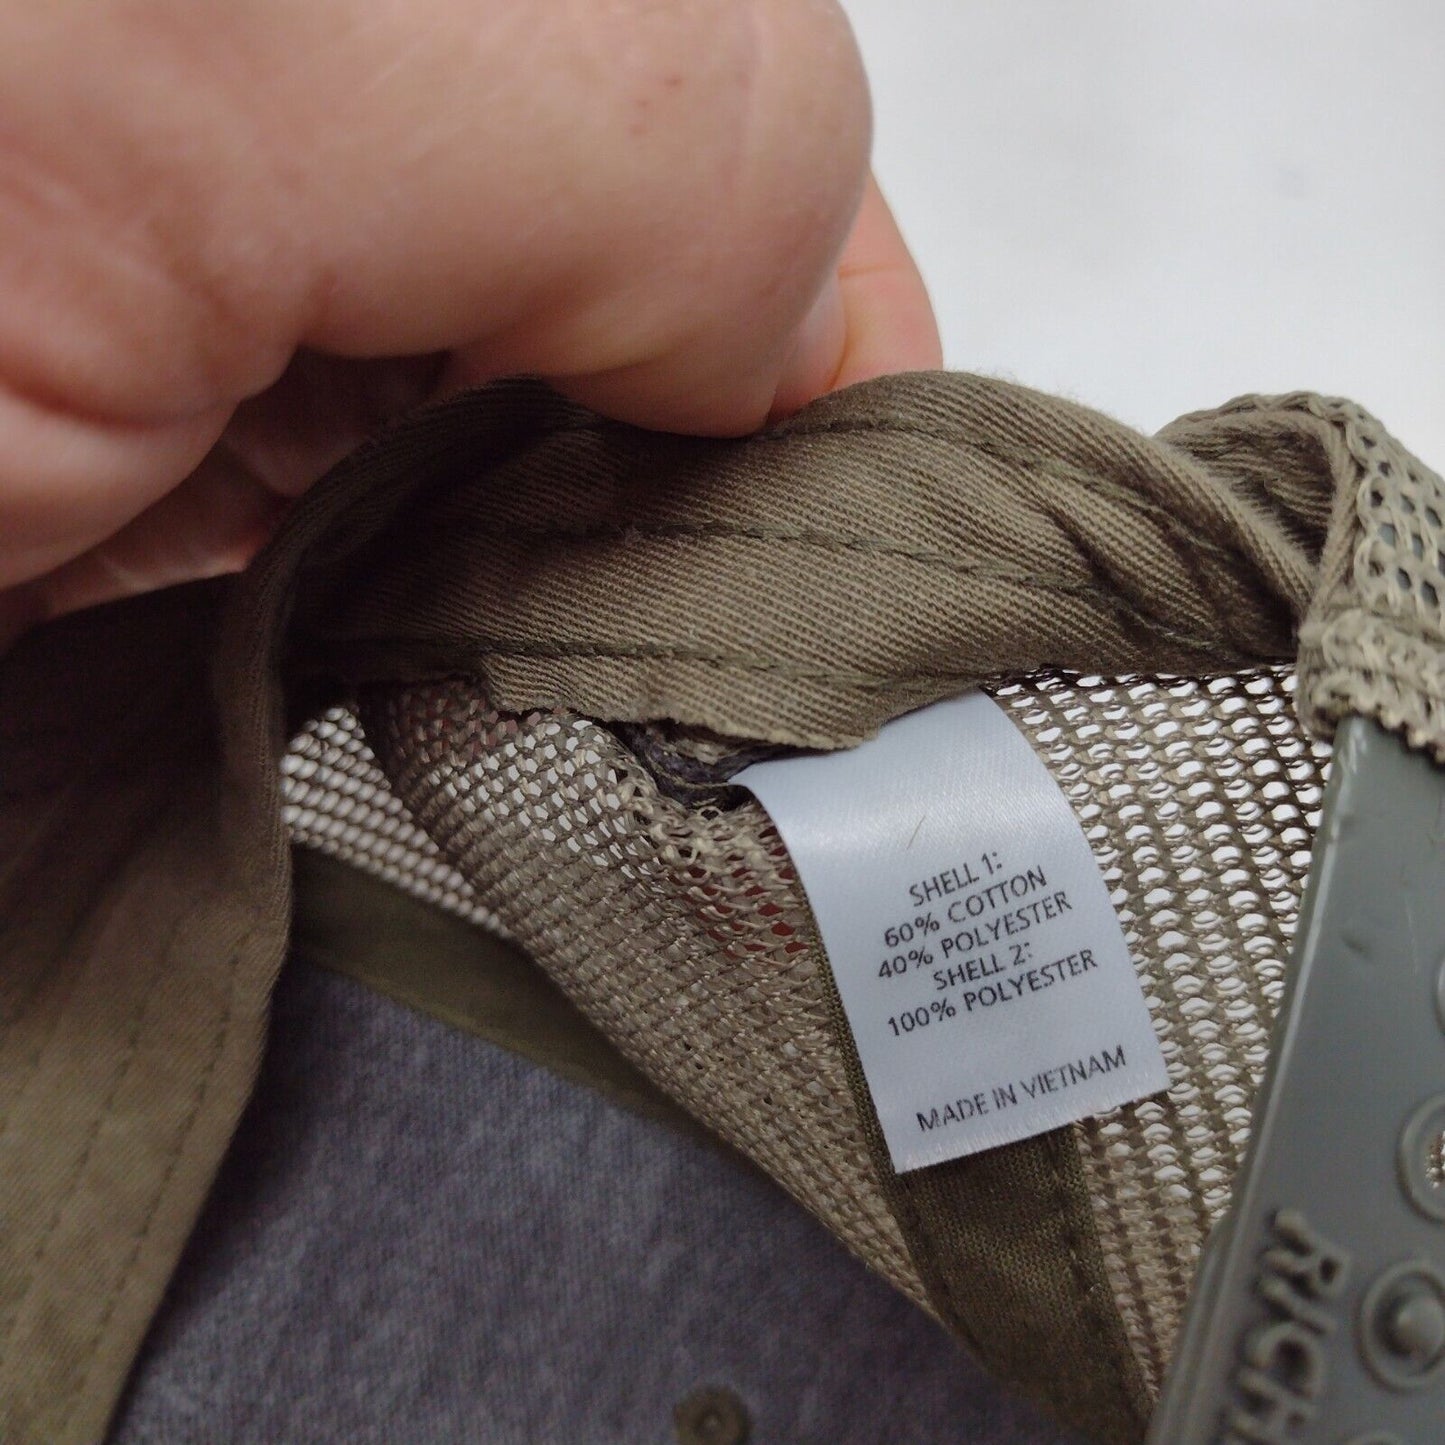 SHELL 1:
60% COTTON
40% POLYESTER
SHELL 2:
100% POLYESTER
MADE IN VIETNAM